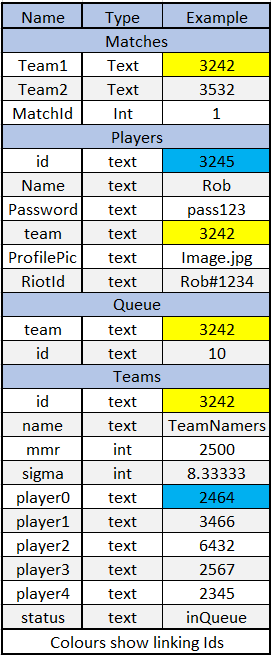 Name Type Example
Matches
Team1 Text 3242
Team2 Text 3532
MatchId Int 1
Players
id text 3245
Name text Rob
Password text pass123
team text 3242
ProfilePic text Image.jpg
RiotId text Rob#1234
Queue
team text 3242
id text 10
Teams
id text 3242
name text TeamNamers
mmr int 2500
sigma int 8.33333
player0 text 2464
player1 text 3466
player2 text 6432
player3 text 2567
player4 text 2345
status text inQueue
Colours show linking Ids